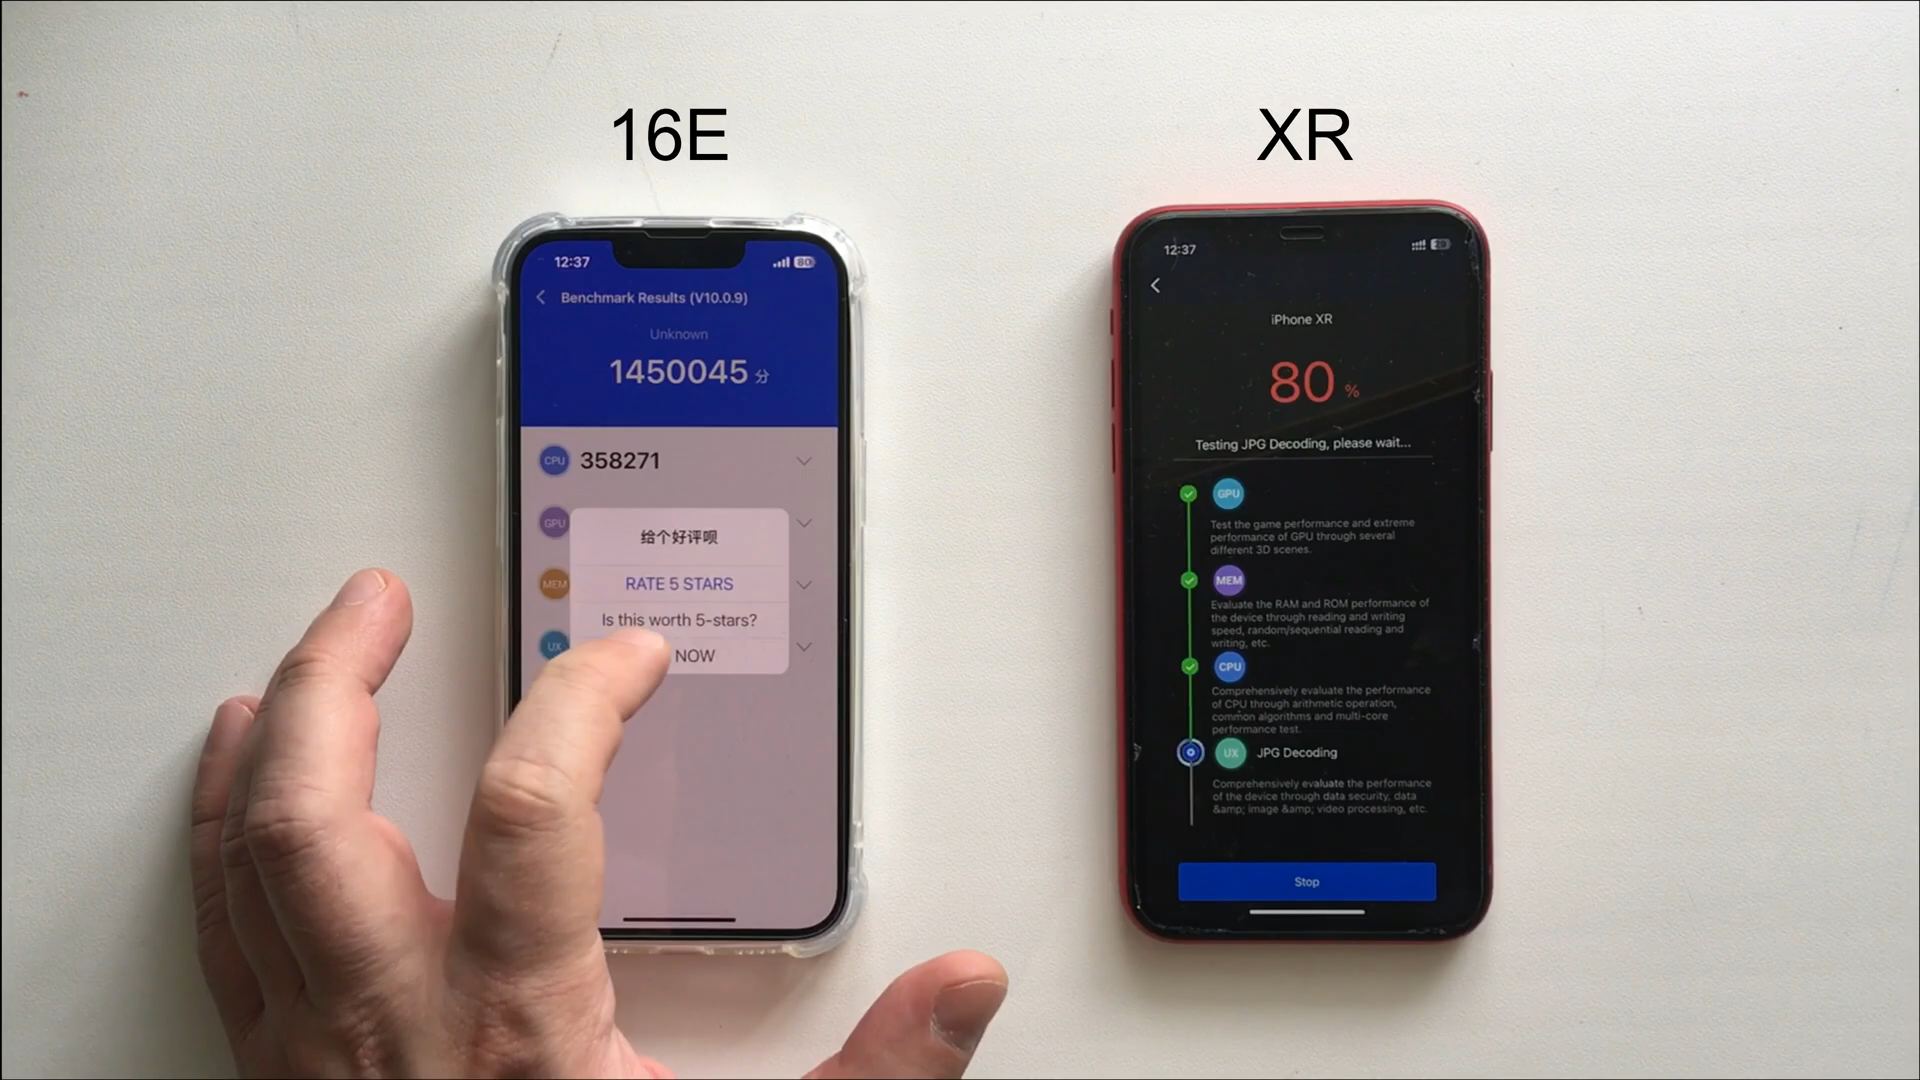 16E
XR
12:37
80
Benchmark Results (V10.0.9)
Unknown
1450045 分
CPU 358271
GPU
MEM
UX
给个好评呗
RATE 5 STARS
Is this worth 5-stars?
NOW
12:37
iPhone XR
80 %
Testing JPG Decoding, please wait...
GPU
Test the game performance and extreme
performance of GPU through several
different 3D scenes.
MEM
Evaluate the RAM and ROM performance of
the device through reading and writing
speed, random/sequential reading and
writing, etc.
CPU
Comprehensively evaluate the performance
of CPU through arithmetic operation,
common algorithms and multi-core
performance test.
UX JPG Decoding
Comprehensively evaluate the performance
of the device through data security, data
&amp; image &amp; video processing, etc.
Stop